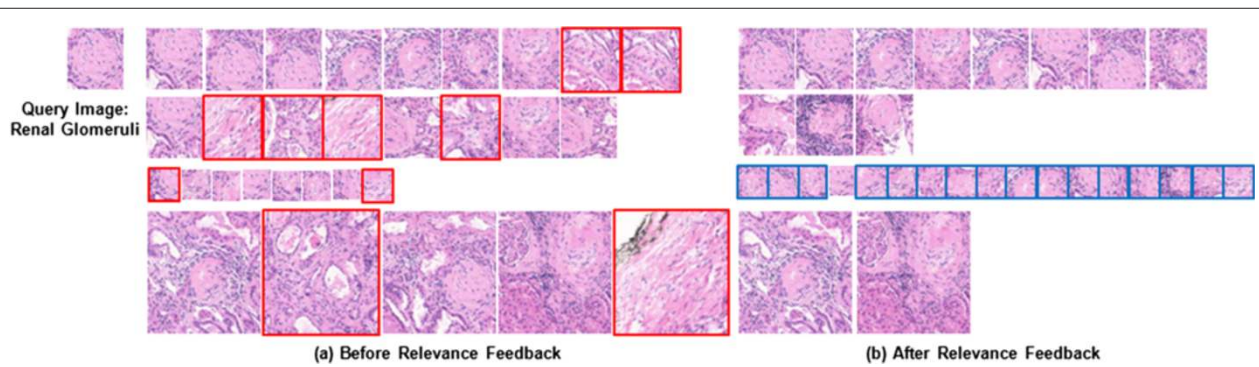 Query Image:
Renal Glomeruli
(a) Before Relevance Feedback
(b) After Relevance Feedback